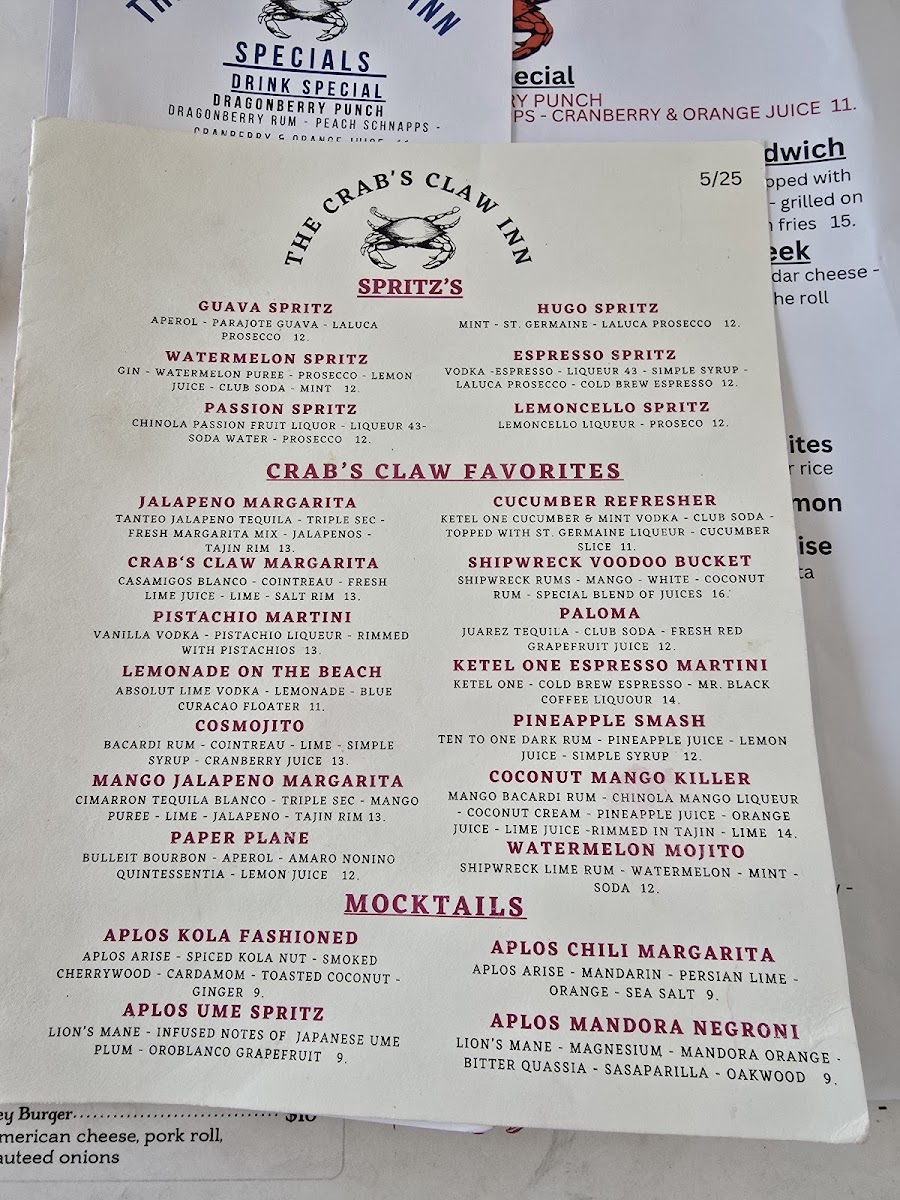 INN
SPECIALS
DRINK SPECIAL
DRAGONBERRY PUNCH
DRAGONBERRY RUM - PEACH SCHNAPPS -
CRANBERRY & ORANGE JUICE
ecial
RY PUNCH
PS - CRANBERRY & ORANGE JUICE 11.
dwich
pped with
- grilled on
fries 15.
eek
dar cheese -
he roll
ites
r rice
mon
ise
ta
5/25
THE CRAB'S CLAW INN
SPRITZ'S
GUAVA SPRITZ
APEROL - PARAJOTE GUAVA - LALUCA
PROSECCO 12.
WATERMELON SPRITZ
GIN - WATERMELON PUREE - PROSECCO - LEMON
JUICE - CLUB SODA - MINT 12.
PASSION SPRITZ
CHINOLA PASSION FRUIT LIQUOR - LIQUEUR 43-
SODA WATER - PROSECCO 12.
HUGO SPRITZ
MINT - ST. GERMAINE - LALUCA PROSECCO 12.
ESPRESSO SPRITZ
VODKA -ESPRESSO - LIQUEUR 43 - SIMPLE SYRUP -
LALUCA PROSECCO - COLD BREW ESPRESSO 12.
LEMONCELLO SPRITZ
LEMONCELLO LIQUEUR - PROSECO 12.
CRAB'S CLAW FAVORITES
JALAPENO MARGARITA
TANTEO JALAPENO TEQUILA - TRIPLE SEC -
FRESH MARGARITA MIX - JALAPENOS -
TAJIN RIM 13.
CRAB'S CLAW MARGARITA
CASAMIGOS BLANCO - COINTREAU - FRESH
LIME JUICE - LIME - SALT RIM 13.
PISTACHIO MARTINI
VANILLA VODKA - PISTACHIO LIQUEUR - RIMMED
WITH PISTACHIOS 13.
LEMONADE ON THE BEACH
ABSOLUT LIME VODKA - LEMONADE - BLUE
CURACAO FLOATER 11.
COSMOJITO
BACARDI RUM - COINTREAU - LIME - SIMPLE
SYRUP - CRANBERRY JUICE 13.
MANGO JALAPENO MARGARITA
CIMARRON TEQUILA BLANCO - TRIPLE SEC - MANGO
PUREE - LIME - JALAPENO - TAJIN RIM 13.
PAPER PLANE
BULLEIT BOURBON - APEROL - AMARO NONINO
QUINTESSENTIA - LEMON JUICE 12.
CUCUMBER REFRESHER
KETEL ONE CUCUMBER & MINT VODKA - CLUB SODA -
TOPPED WITH ST. GERMAINE LIQUEUR - CUCUMBER
SLICE 11.
SHIPWRECK VOODOO BUCKET
SHIPWRECK RUMS - MANGO - WHITE - COCONUT
RUM - SPECIAL BLEND OF JUICES 16.
PALOMA
JUAREZ TEQUILA - CLUB SODA - FRESH RED
GRAPEFRUIT JUICE 12.
KETEL ONE ESPRESSO MARTINI
KETEL ONE - COLD BREW ESPRESSO - MR. BLACK
COFFEE LIQUOUR 14.
PINEAPPLE SMASH
TEN TO ONE DARK RUM - PINEAPPLE JUICE - LEMON
JUICE - SIMPLE SYRUP 12.
COCONUT MANGO KILLER
MANGO BACARDI RUM - CHINOLA MANGO LIQUEUR
- COCONUT CREAM - PINEAPPLE JUICE - ORANGE
JUICE - LIME JUICE -RIMMED IN TAJIN - LIME 14.
WATERMELON MOJITO
SHIPWRECK LIME RUM - WATERMELON - MINT -
SODA 12.
MOCKTAILS
APLOS KOLA FASHIONED
APLOS ARISE - SPICED KOLA NUT - SMOKED
CHERRYWOOD - CARDAMOM - TOASTED COCONUT -
GINGER 9.
APLOS UME SPRITZ
LION'S MANE - INFUSED NOTES OF JAPANESE UME
PLUM - OROBLANCO GRAPEFRUIT 9.
APLOS CHILI MARGARITA
APLOS ARISE - MANDARIN - PERSIAN LIME -
ORANGE - SEA SALT 9.
APLOS MANDORA NEGRONI
LION'S MANE - MAGNESIUM - MANDORA ORANGE -
BITTER QUASSIA - SASAPARILLA - OAKWOOD 9.
ey Burger
merican cheese, pork roll,
auteed onions